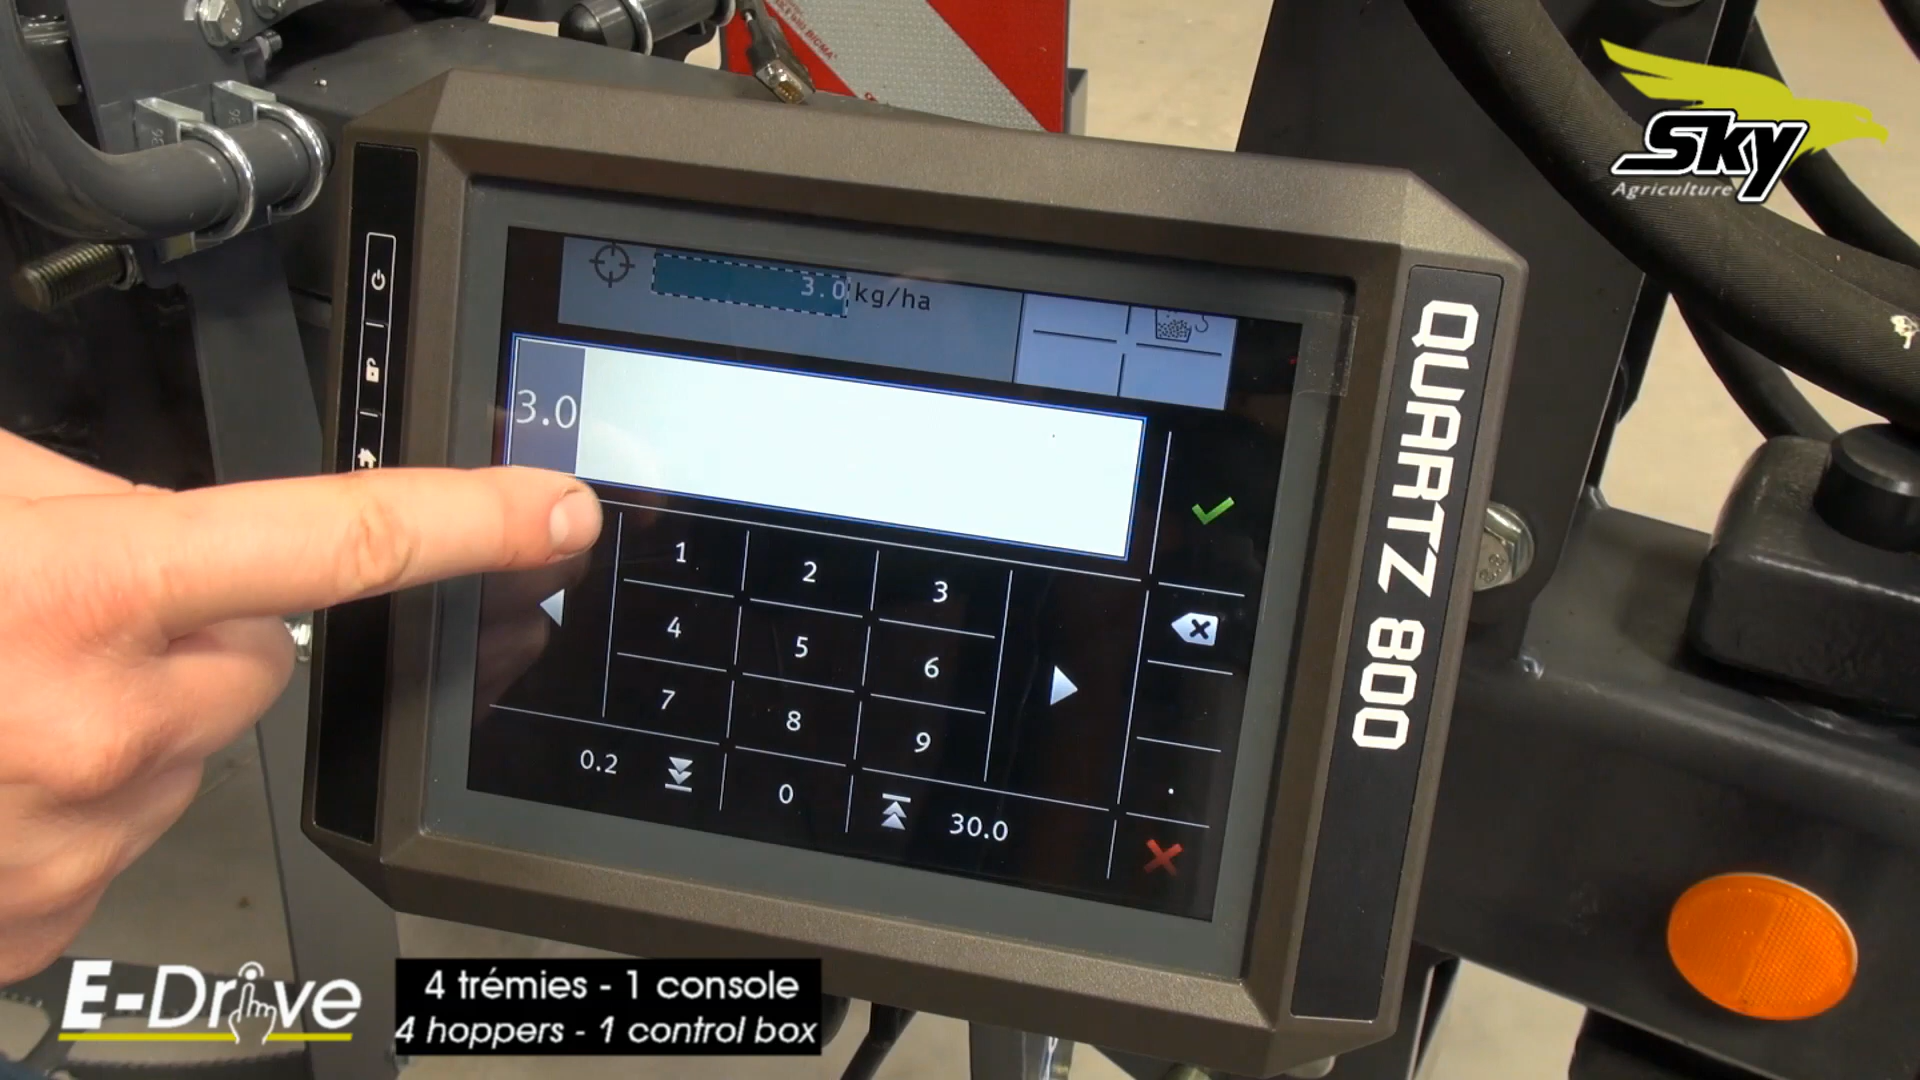 Sky
Agriculture
3.0 kg/ha
3.0
1 2 3
4 5 6
7 8 9
0.2 0 30.0 .
QUARTZ 800
E-Drive
4 trémies - 1 console
4 hoppers - 1 control box